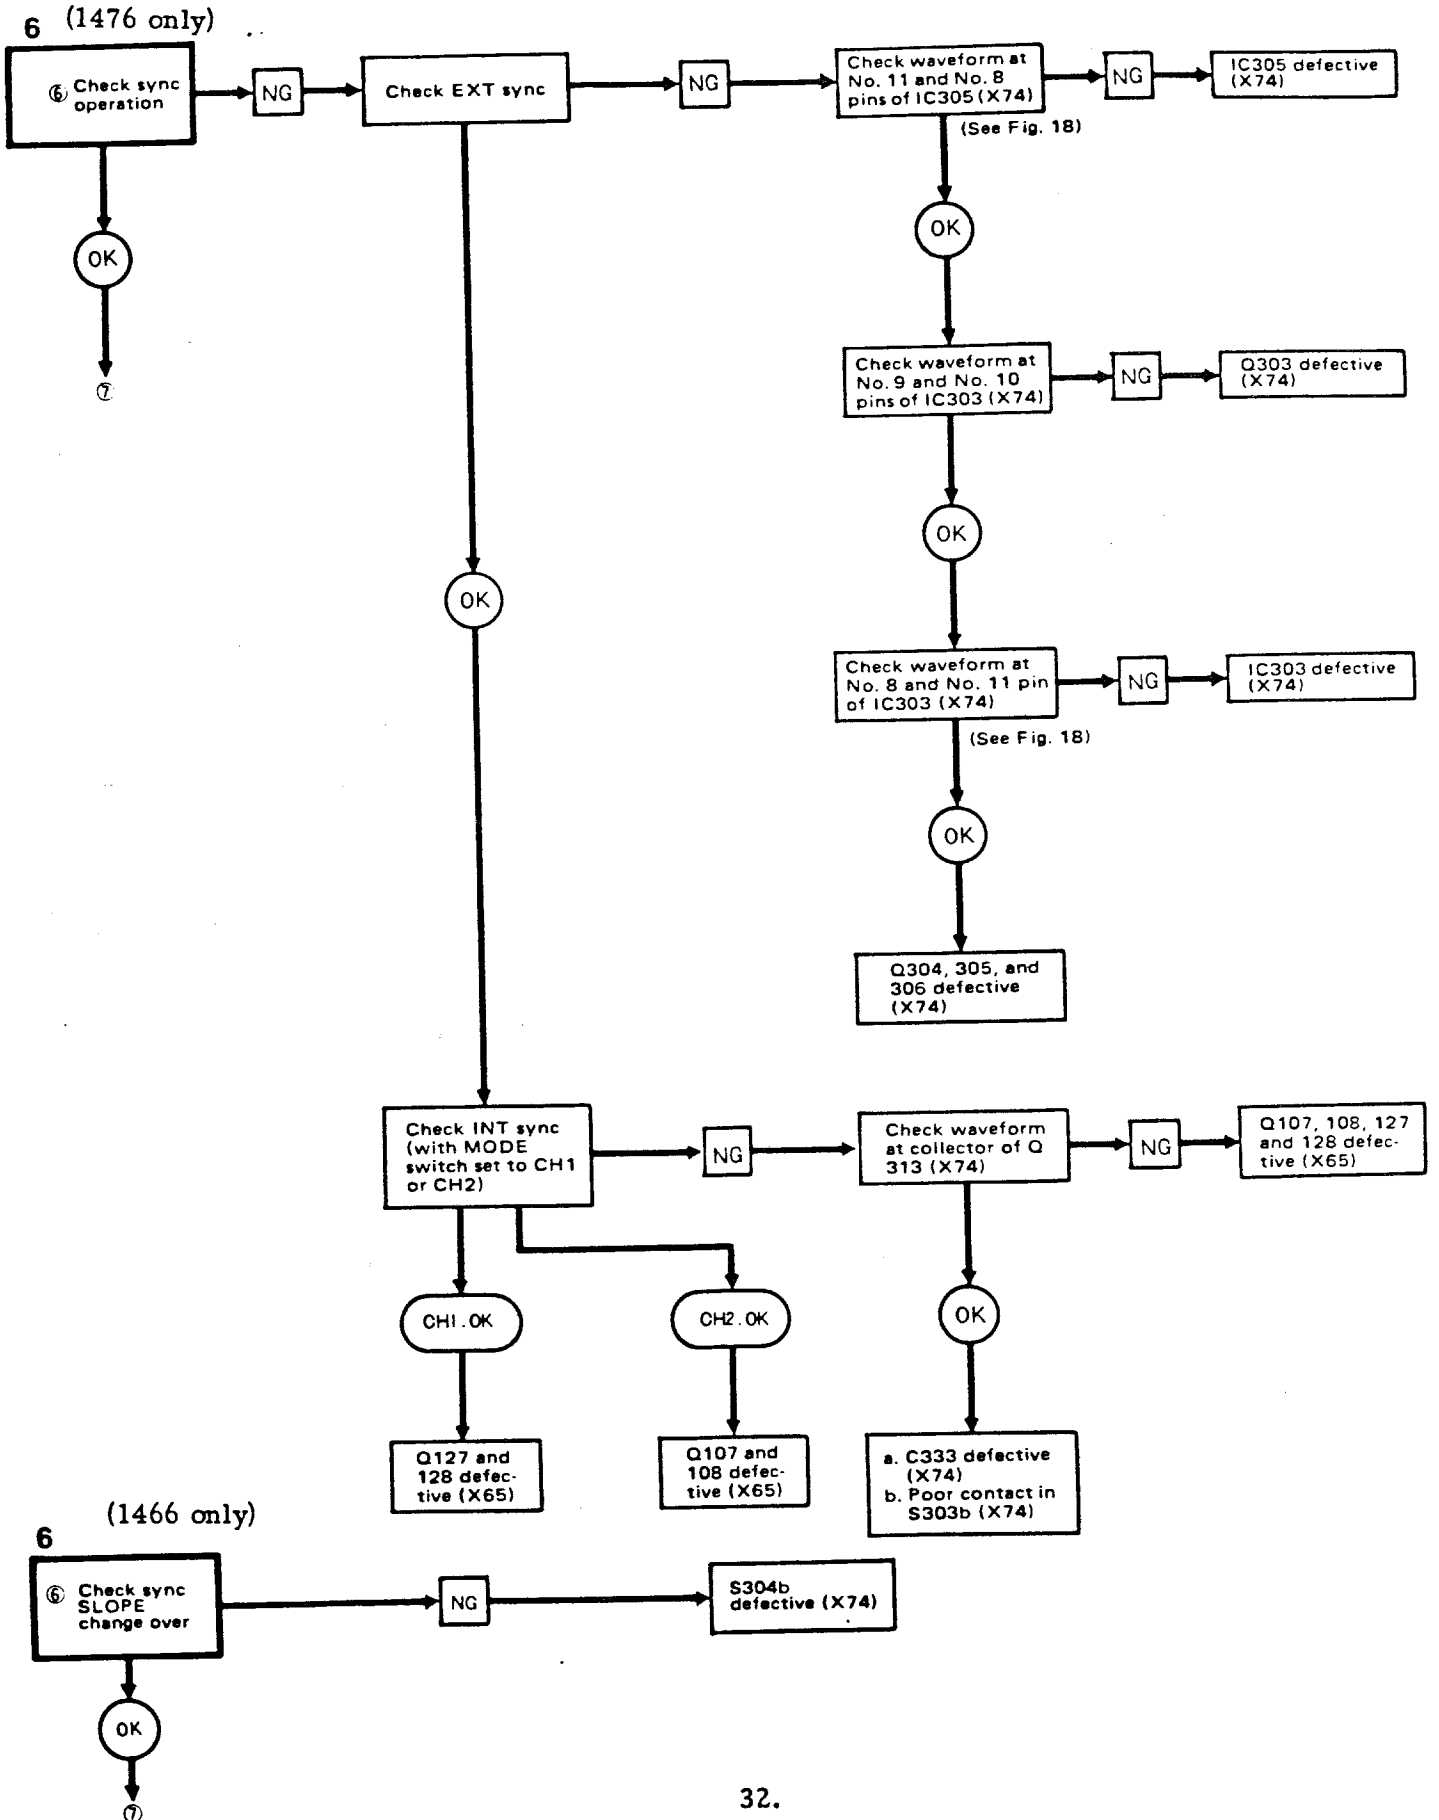 6 (1476 only)
⑥ Check sync
operation
NG
Check EXT sync
NG
Check waveform at
No. 11 and No. 8
pins of IC305 (X74)
NG
IC305 defective
(X74)
(See Fig. 18)
OK
OK
⑦
Check waveform at
No. 9 and No. 10
pins of IC303 (X74)
NG
Q303 defective
(X74)
OK
OK
Check waveform at
No. 8 and No. 11 pin
of IC303 (X74)
NG
IC303 defective
(X74)
(See Fig. 18)
OK
Q304, 305, and
306 defective
(X74)
Check INT sync
(with MODE
switch set to CH1
or CH2)
NG
Check waveform
at collector of Q
313 (X74)
NG
Q107, 108, 127
and 128 defec-
tive (X65)
CH1.OK
CH2.OK
OK
Q127 and
128 defec-
tive (X65)
Q107 and
108 defec-
tive (X65)
a. C333 defective
(X74)
b. Poor contact in
S303b (X74)
6 (1466 only)
⑥ Check sync
SLOPE
change over
NG
S304b
defective (X74)
OK
⑦
32.